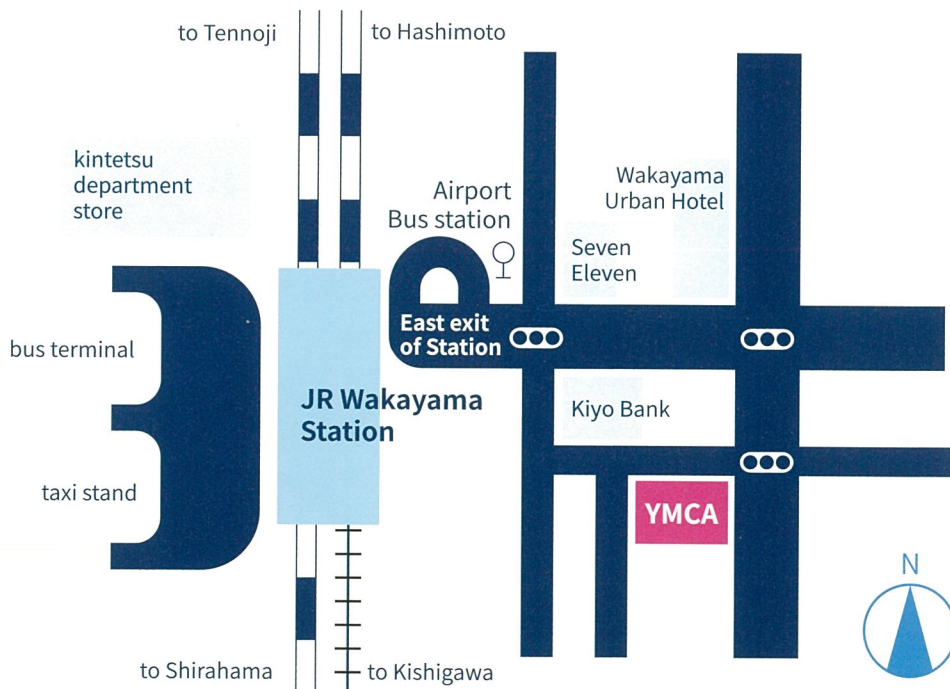 to Tennoji
to Hashimoto
kintetsu
department
store
Airport
Bus station
Wakayama
Urban Hotel
Seven
Eleven
East exit
of Station
bus terminal
JR Wakayama
Station
Kiyo Bank
taxi stand
YMCA
N
to Shirahama
to Kishigawa